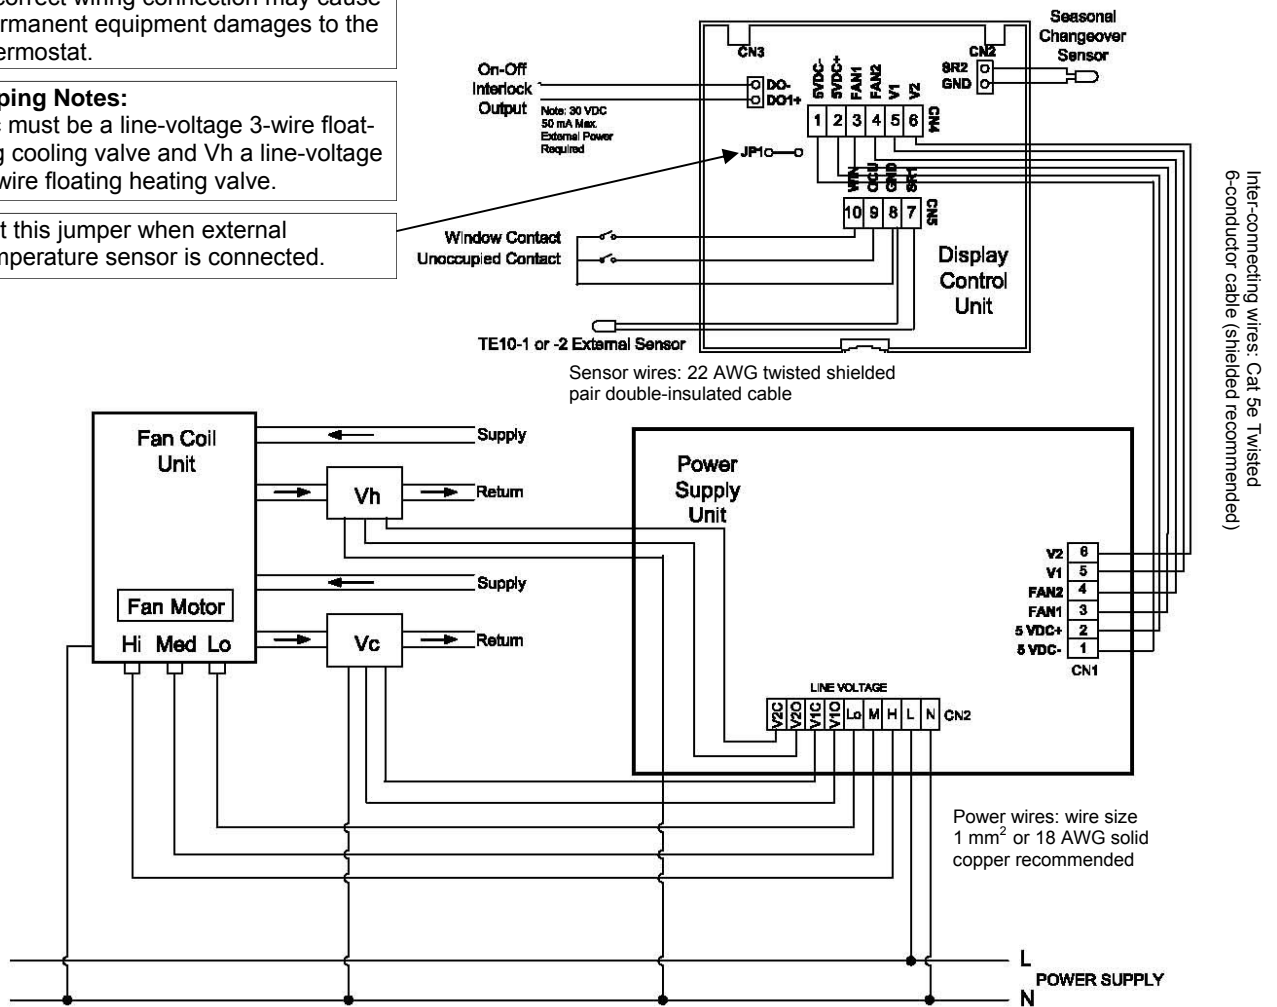 correct wiring connection may cause
rmanent equipment damages to the
ermostat.
ping Notes:
must be a line-voltage 3-wire float-
g cooling valve and Vh a line-voltage
wire floating heating valve.
t this jumper when external
mperature sensor is connected.
On-Off
Interlock
Output
Note: 30 VDC
50 mA Max.
External Power
Required
CN3
DO-
DO1+
JP1
5VDC- 5VDC+ FAN1 FAN2 V1 V2
1 2 3 4 5 6
CN4
CN2
SR2
GND
Seasonal
Changeover
Sensor
WIN OCU GND SR1
10 9 8 7
CN5
Window Contact
Unoccupied Contact
Display
Control
Unit
TE10-1 or -2 External Sensor
Sensor wires: 22 AWG twisted shielded
pair double-insulated cable
Inter-connecting wires: Cat 5e Twisted
6-conductor cable (shielded recommended)
Fan Coil
Unit
Supply
Vh
Return
Supply
Fan Motor
Hi Med Lo
Vc
Return
Power
Supply
Unit
V2 6
V1 5
FAN2 4
FAN1 3
5 VDC+ 2
5 VDC- 1
CN1
LINE VOLTAGE
V2C V2O V1C V1O Lo M H L N CN2
Power wires: wire size
1 mm² or 18 AWG solid
copper recommended
L
POWER SUPPLY
N